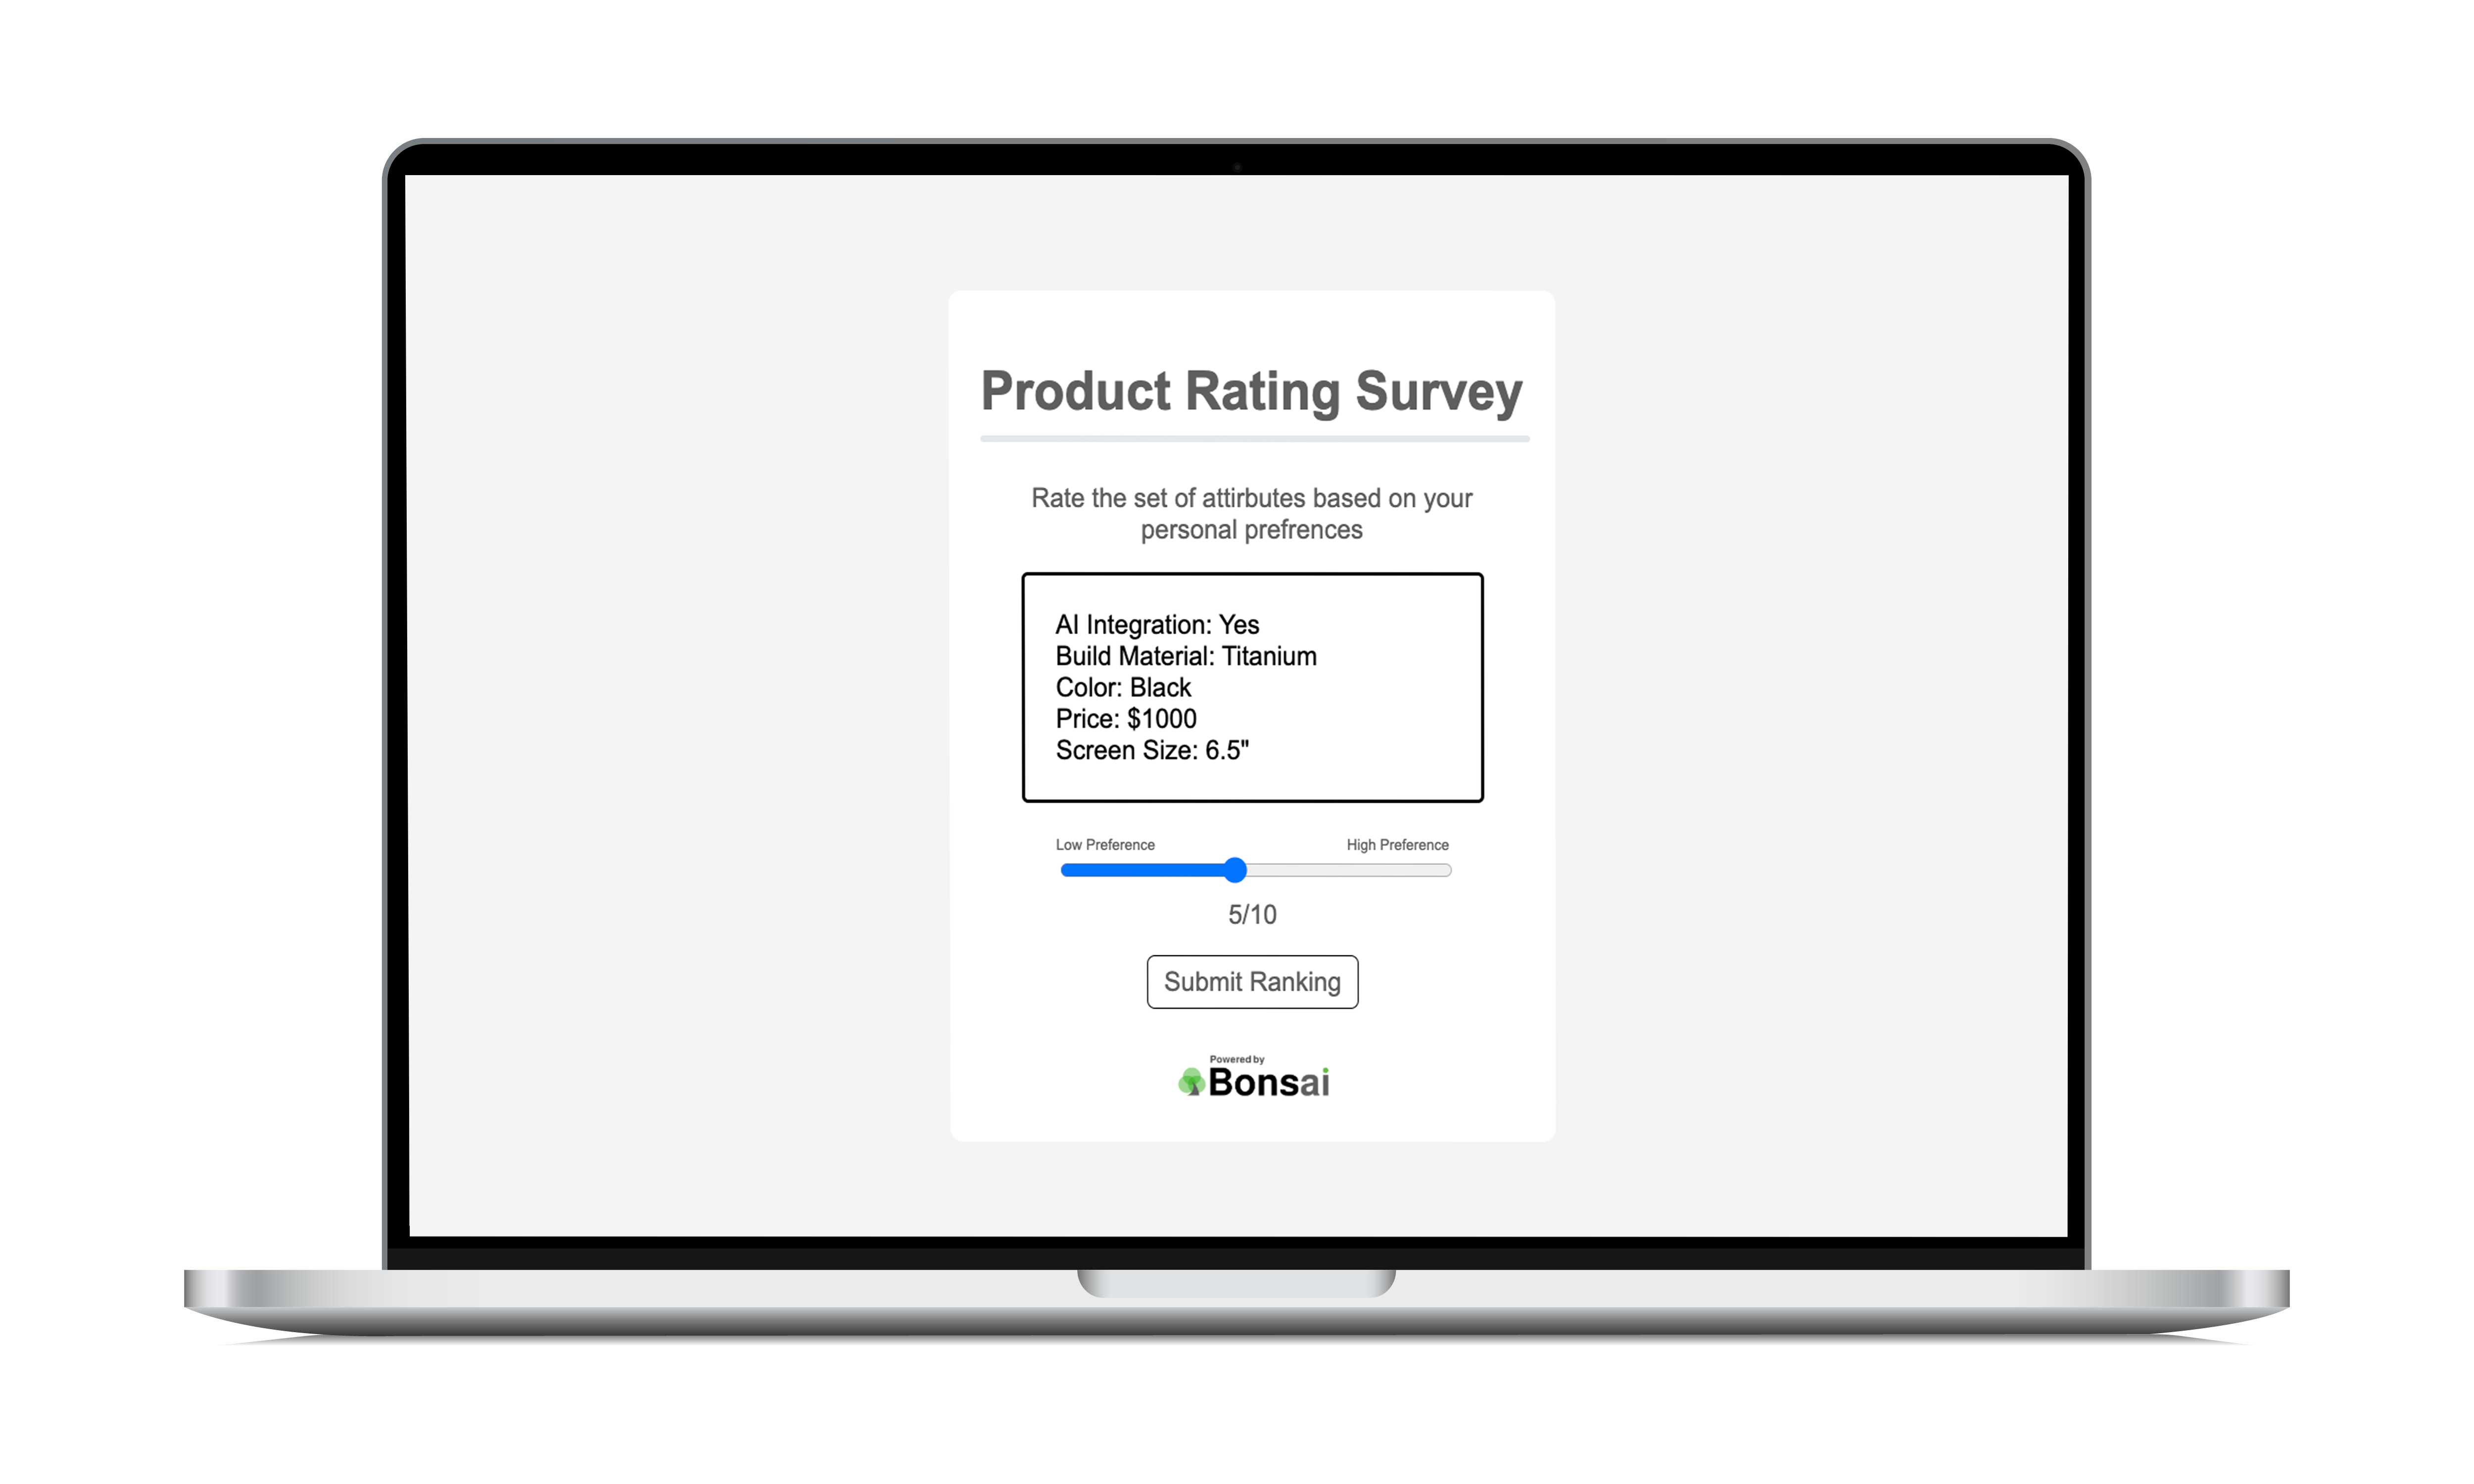 Product Rating Survey
Rate the set of attirbutes based on your
personal prefrences
AI Integration: Yes
Build Material: Titanium
Color: Black
Price: $1000
Screen Size: 6.5"
Low Preference High Preference
5/10
Submit Ranking
Powered by
Bonsai